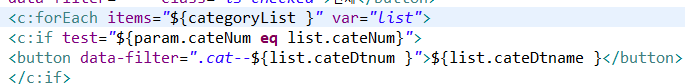 <c:forEach items="${categoryList }" var="list">
<c:if test="${param.cateNum eq list.cateNum}">
<button data-filter=".cat--${list.cateDtnum }">${list.cateDtname }</button>
</c:if>